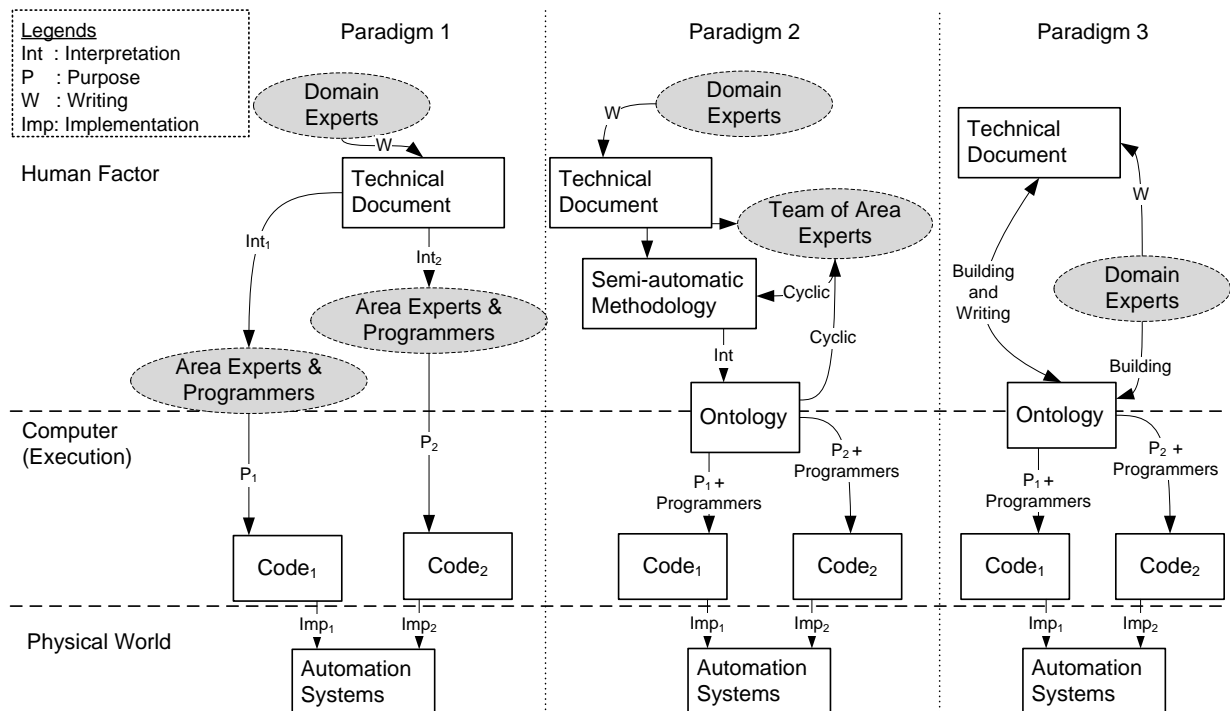 Legends
Int : Interpretation
P : Purpose
W : Writing
Imp: Implementation
Human Factor
Computer
(Execution)
Physical World
Paradigm 1
Domain
Experts
W
Technical
Document
Int₁
Int₂
Area Experts &
Programmers
Area Experts &
Programmers
P₁
P₂
Code₁
Code₂
Imp₁
Imp₂
Automation
Systems
Paradigm 2
Domain
Experts
W
Technical
Document
Team of Area
Experts
Semi-automatic
Methodology
Cyclic
Cyclic
Int
Ontology
P₁ +
Programmers
P₂ +
Programmers
Code₁
Code₂
Imp₁
Imp₂
Automation
Systems
Paradigm 3
Technical
Document
W
Building
and
Writing
Domain
Experts
Building
Ontology
P₁ +
Programmers
P₂ +
Programmers
Code₁
Code₂
Imp₁
Imp₂
Automation
Systems